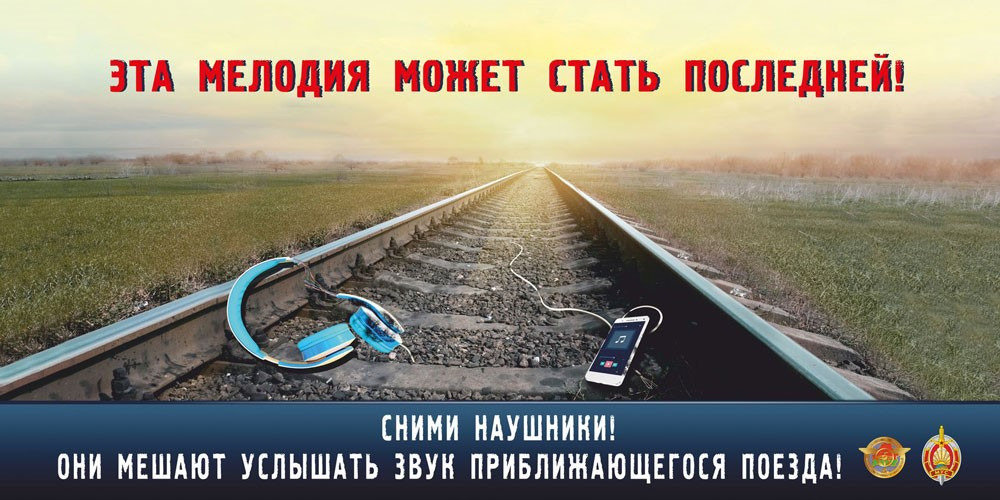 ЭТА МЕЛОДИЯ МОЖЕТ СТАТЬ ПОСЛЕДНЕЙ!
СНИМИ НАУШНИКИ!
ОНИ МЕШАЮТ УСЛЫШАТЬ ЗВУК ПРИБЛИЖАЮЩЕГОСЯ ПОЕЗДА!